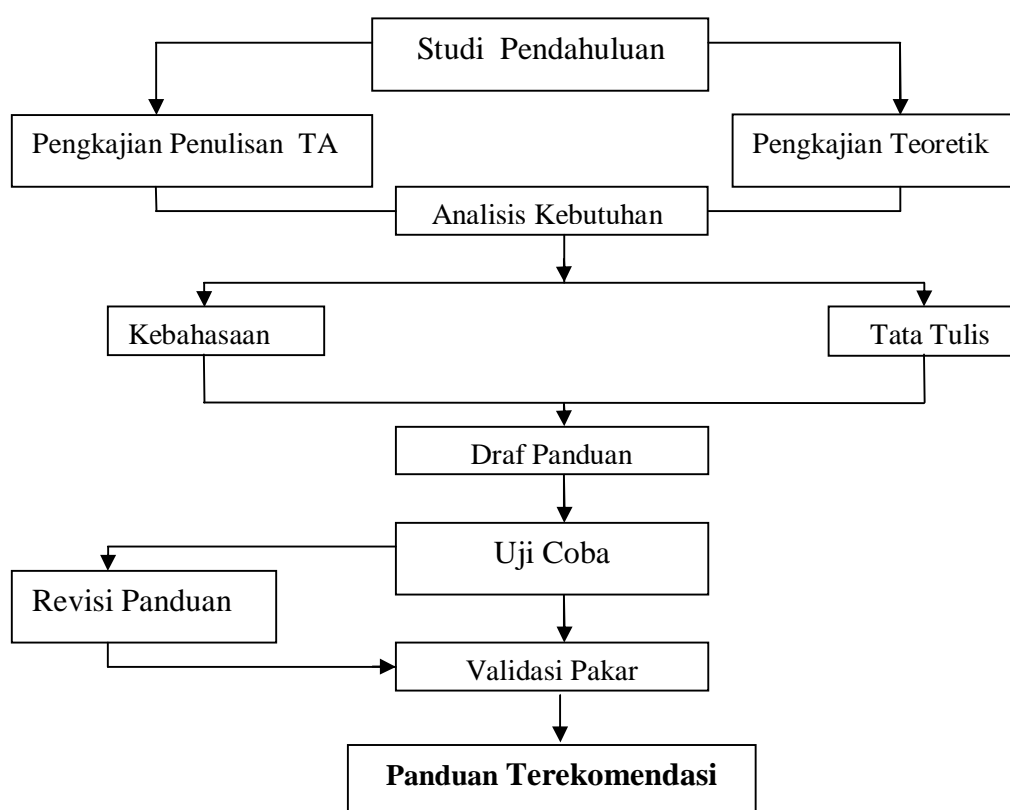 Studi Pendahuluan
Pengkajian Penulisan TA
Pengkajian Teoretik
Analisis Kebutuhan
Kebahasaan
Tata Tulis
Draf Panduan
Uji Coba
Revisi Panduan
Validasi Pakar
Panduan Terekomendasi